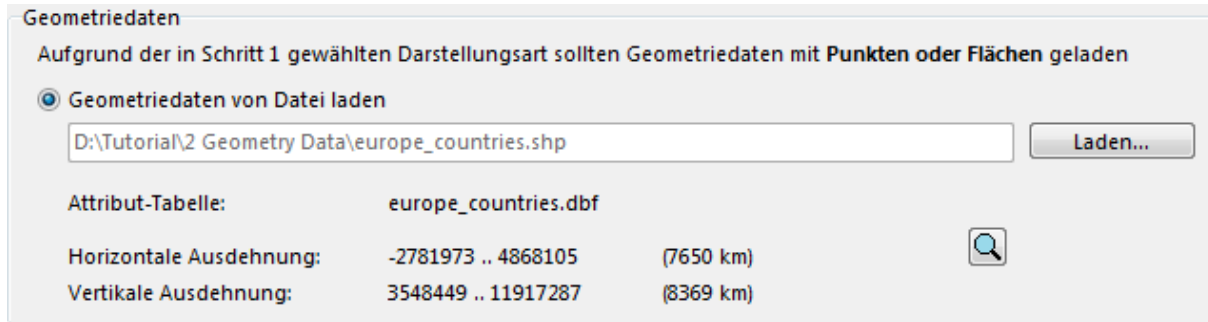 Geometriedaten
Aufgrund der in Schritt 1 gewählten Darstellungsart sollten Geometriedaten mit Punkten oder Flächen geladen
Geometriedaten von Datei laden
D:\Tutorial\2 Geometry Data\europe_countries.shp Laden...
Attribut-Tabelle: europe_countries.dbf
Horizontale Ausdehnung: -2781973 .. 4868105 (7650 km)
Vertikale Ausdehnung: 3548449 .. 11917287 (8369 km)